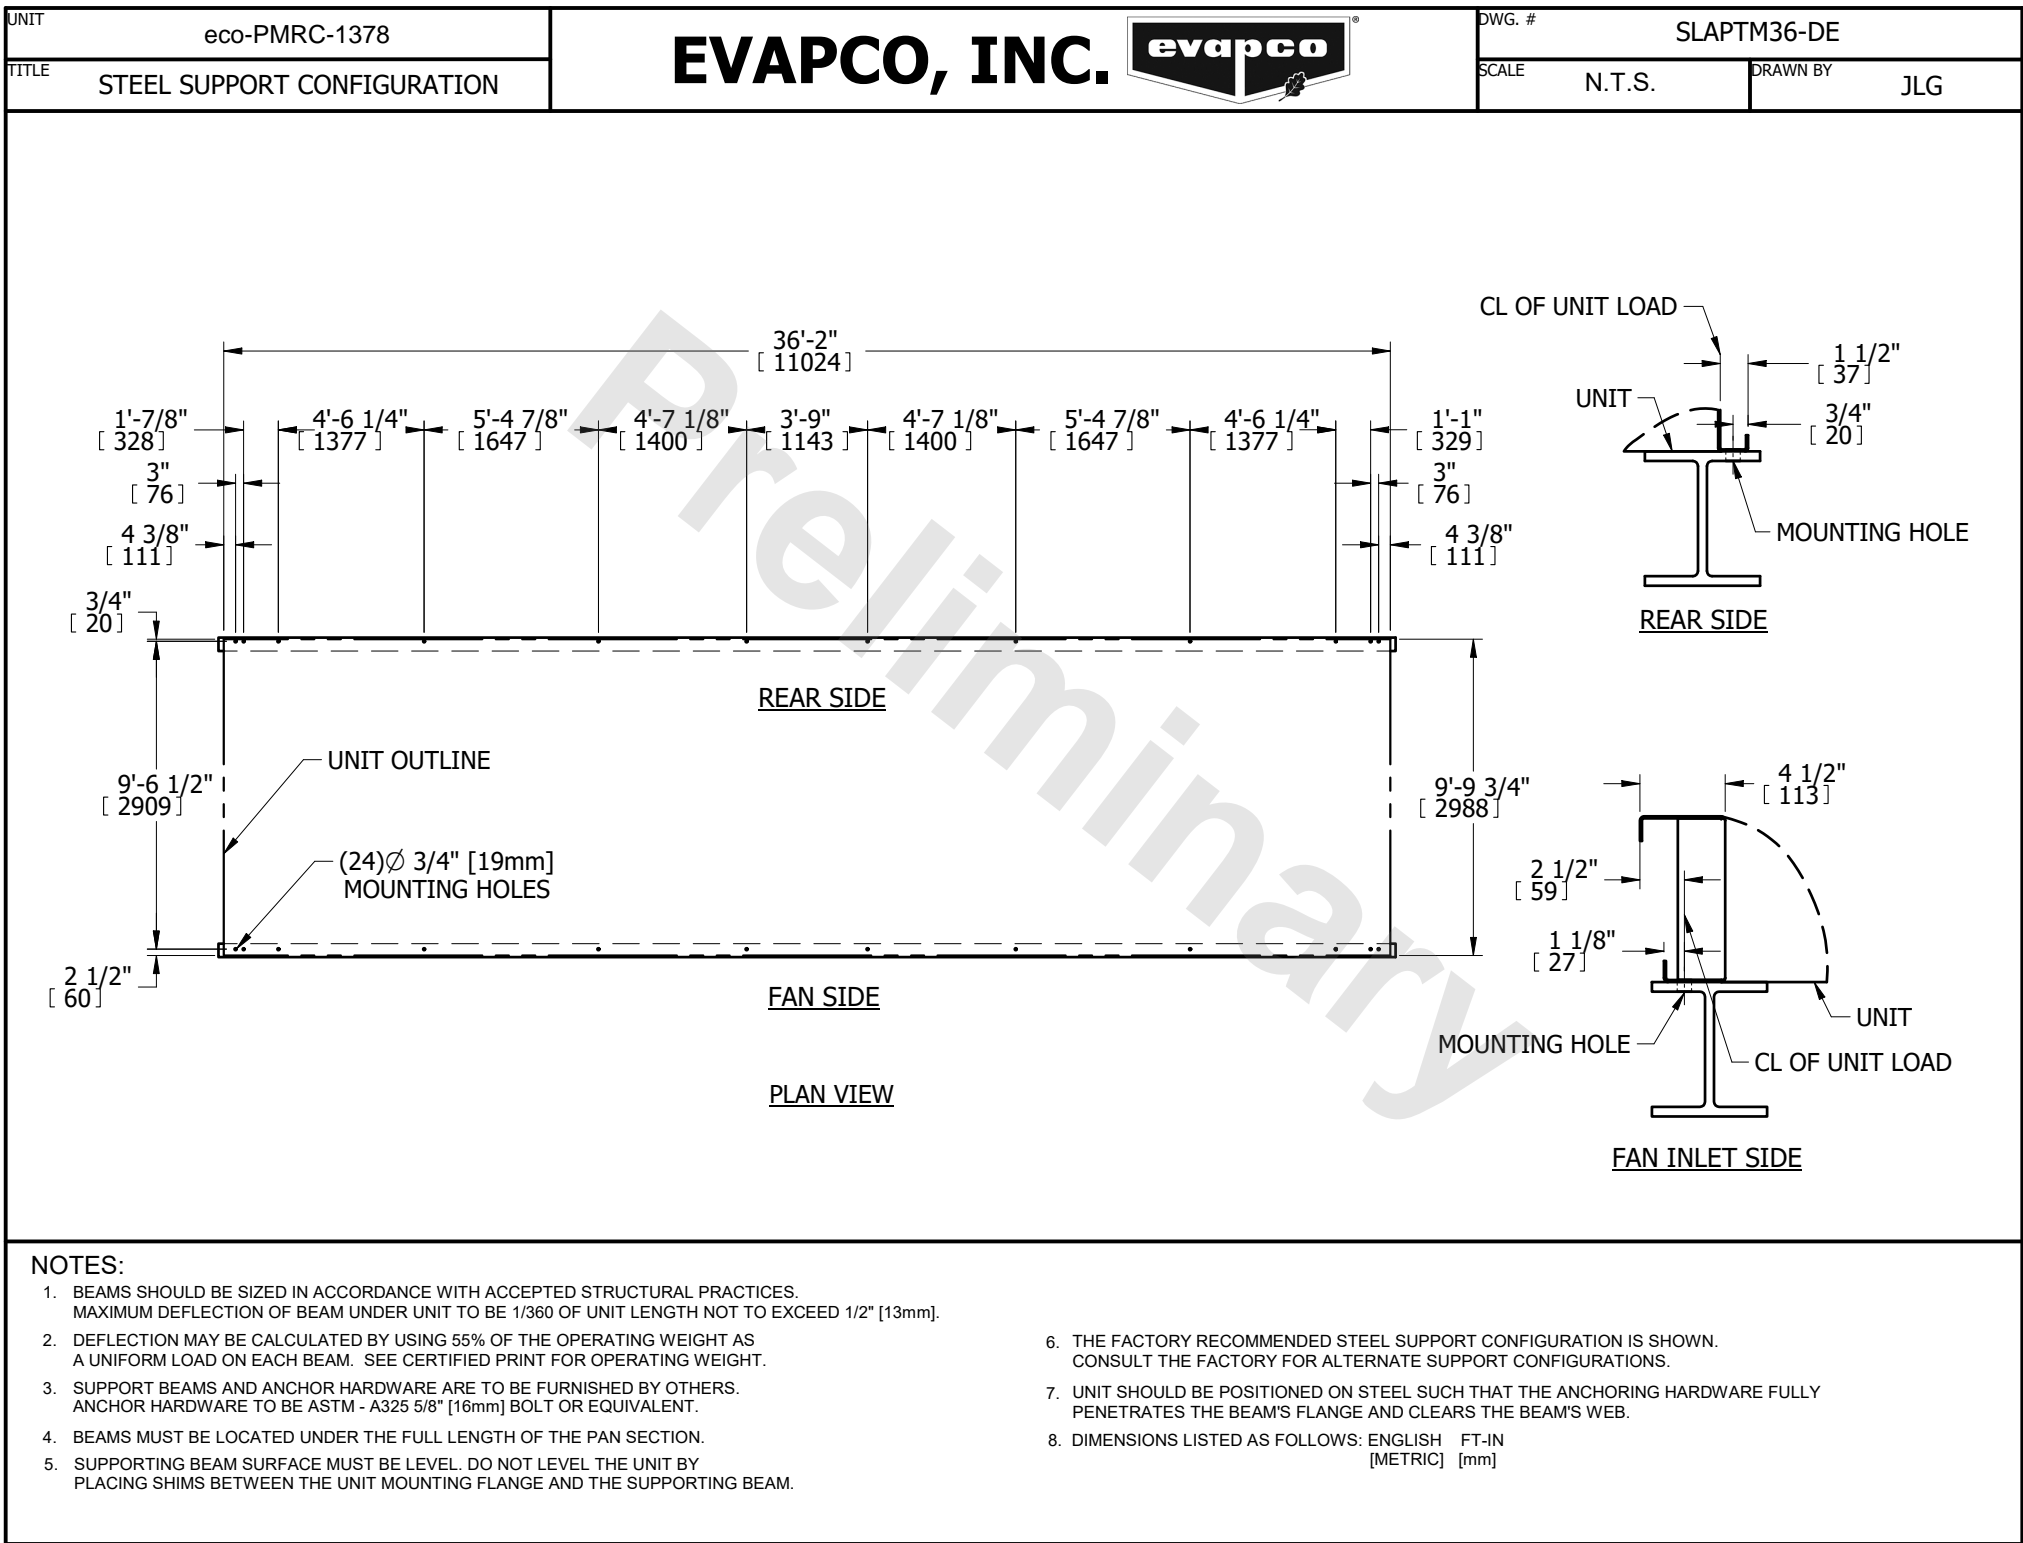 UNIT
eco-PMRC-1378
TITLE
STEEL SUPPORT CONFIGURATION
EVAPCO, INC.
evapco
®
DWG. #
SLAPTM36-DE
SCALE
N.T.S.
DRAWN BY
JLG
36'-2"
[ 11024 ]
1'-7/8"
[ 328 ]
4'-6 1/4"
[ 1377 ]
5'-4 7/8"
[ 1647 ]
4'-7 1/8"
[ 1400 ]
3'-9"
[ 1143 ]
4'-7 1/8"
[ 1400 ]
5'-4 7/8"
[ 1647 ]
4'-6 1/4"
[ 1377 ]
1'-1"
[ 329 ]
3"
[ 76 ]
3"
[ 76 ]
4 3/8"
[ 111 ]
4 3/8"
[ 111 ]
3/4"
[ 20 ]
REAR SIDE
UNIT OUTLINE
9'-6 1/2"
[ 2909 ]
9'-9 3/4"
[ 2988 ]
(24)∅ 3/4" [19mm]
MOUNTING HOLES
2 1/2"
[ 60 ]
FAN SIDE
PLAN VIEW
Preliminary
CL OF UNIT LOAD
1 1/2"
[ 37 ]
UNIT
3/4"
[ 20 ]
MOUNTING HOLE
REAR SIDE
4 1/2"
[ 113 ]
2 1/2"
[ 59 ]
1 1/8"
[ 27 ]
UNIT
MOUNTING HOLE
CL OF UNIT LOAD
FAN INLET SIDE
NOTES:
1. BEAMS SHOULD BE SIZED IN ACCORDANCE WITH ACCEPTED STRUCTURAL PRACTICES.
MAXIMUM DEFLECTION OF BEAM UNDER UNIT TO BE 1/360 OF UNIT LENGTH NOT TO EXCEED 1/2" [13mm].
2. DEFLECTION MAY BE CALCULATED BY USING 55% OF THE OPERATING WEIGHT AS
A UNIFORM LOAD ON EACH BEAM. SEE CERTIFIED PRINT FOR OPERATING WEIGHT.
3. SUPPORT BEAMS AND ANCHOR HARDWARE ARE TO BE FURNISHED BY OTHERS.
ANCHOR HARDWARE TO BE ASTM - A325 5/8" [16mm] BOLT OR EQUIVALENT.
4. BEAMS MUST BE LOCATED UNDER THE FULL LENGTH OF THE PAN SECTION.
5. SUPPORTING BEAM SURFACE MUST BE LEVEL. DO NOT LEVEL THE UNIT BY
PLACING SHIMS BETWEEN THE UNIT MOUNTING FLANGE AND THE SUPPORTING BEAM.
6. THE FACTORY RECOMMENDED STEEL SUPPORT CONFIGURATION IS SHOWN.
CONSULT THE FACTORY FOR ALTERNATE SUPPORT CONFIGURATIONS.
7. UNIT SHOULD BE POSITIONED ON STEEL SUCH THAT THE ANCHORING HARDWARE FULLY
PENETRATES THE BEAM'S FLANGE AND CLEARS THE BEAM'S WEB.
8. DIMENSIONS LISTED AS FOLLOWS: ENGLISH FT-IN
[METRIC] [mm]